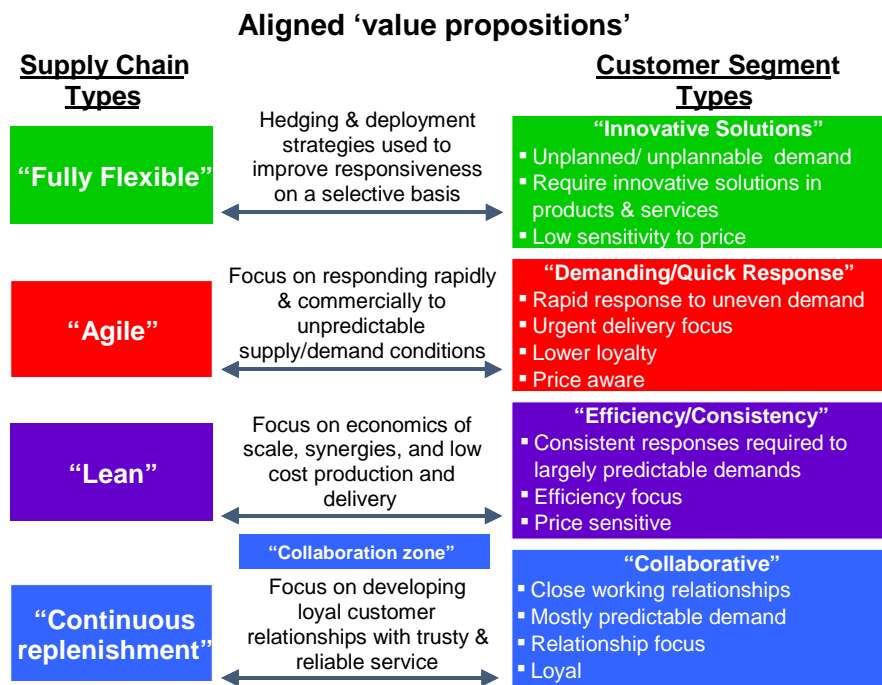 Aligned ‘value propositions’
Supply Chain
Types
Customer Segment
Types
“Fully Flexible”
Hedging & deployment
strategies used to
improve responsiveness
on a selective basis
“Innovative Solutions”
▪ Unplanned/ unplannable demand
▪ Require innovative solutions in
products & services
▪ Low sensitivity to price
“Agile”
Focus on responding rapidly
& commercially to
unpredictable
supply/demand conditions
“Demanding/Quick Response”
▪ Rapid response to uneven demand
▪ Urgent delivery focus
▪ Lower loyalty
▪ Price aware
“Lean”
Focus on economics of
scale, synergies, and low
cost production and
delivery
“Efficiency/Consistency”
▪ Consistent responses required to
largely predictable demands
▪ Efficiency focus
▪ Price sensitive
“Collaboration zone”
“Continuous
replenishment”
Focus on developing
loyal customer
relationships with trusty &
reliable service
“Collaborative”
▪ Close working relationships
▪ Mostly predictable demand
▪ Relationship focus
▪ Loyal